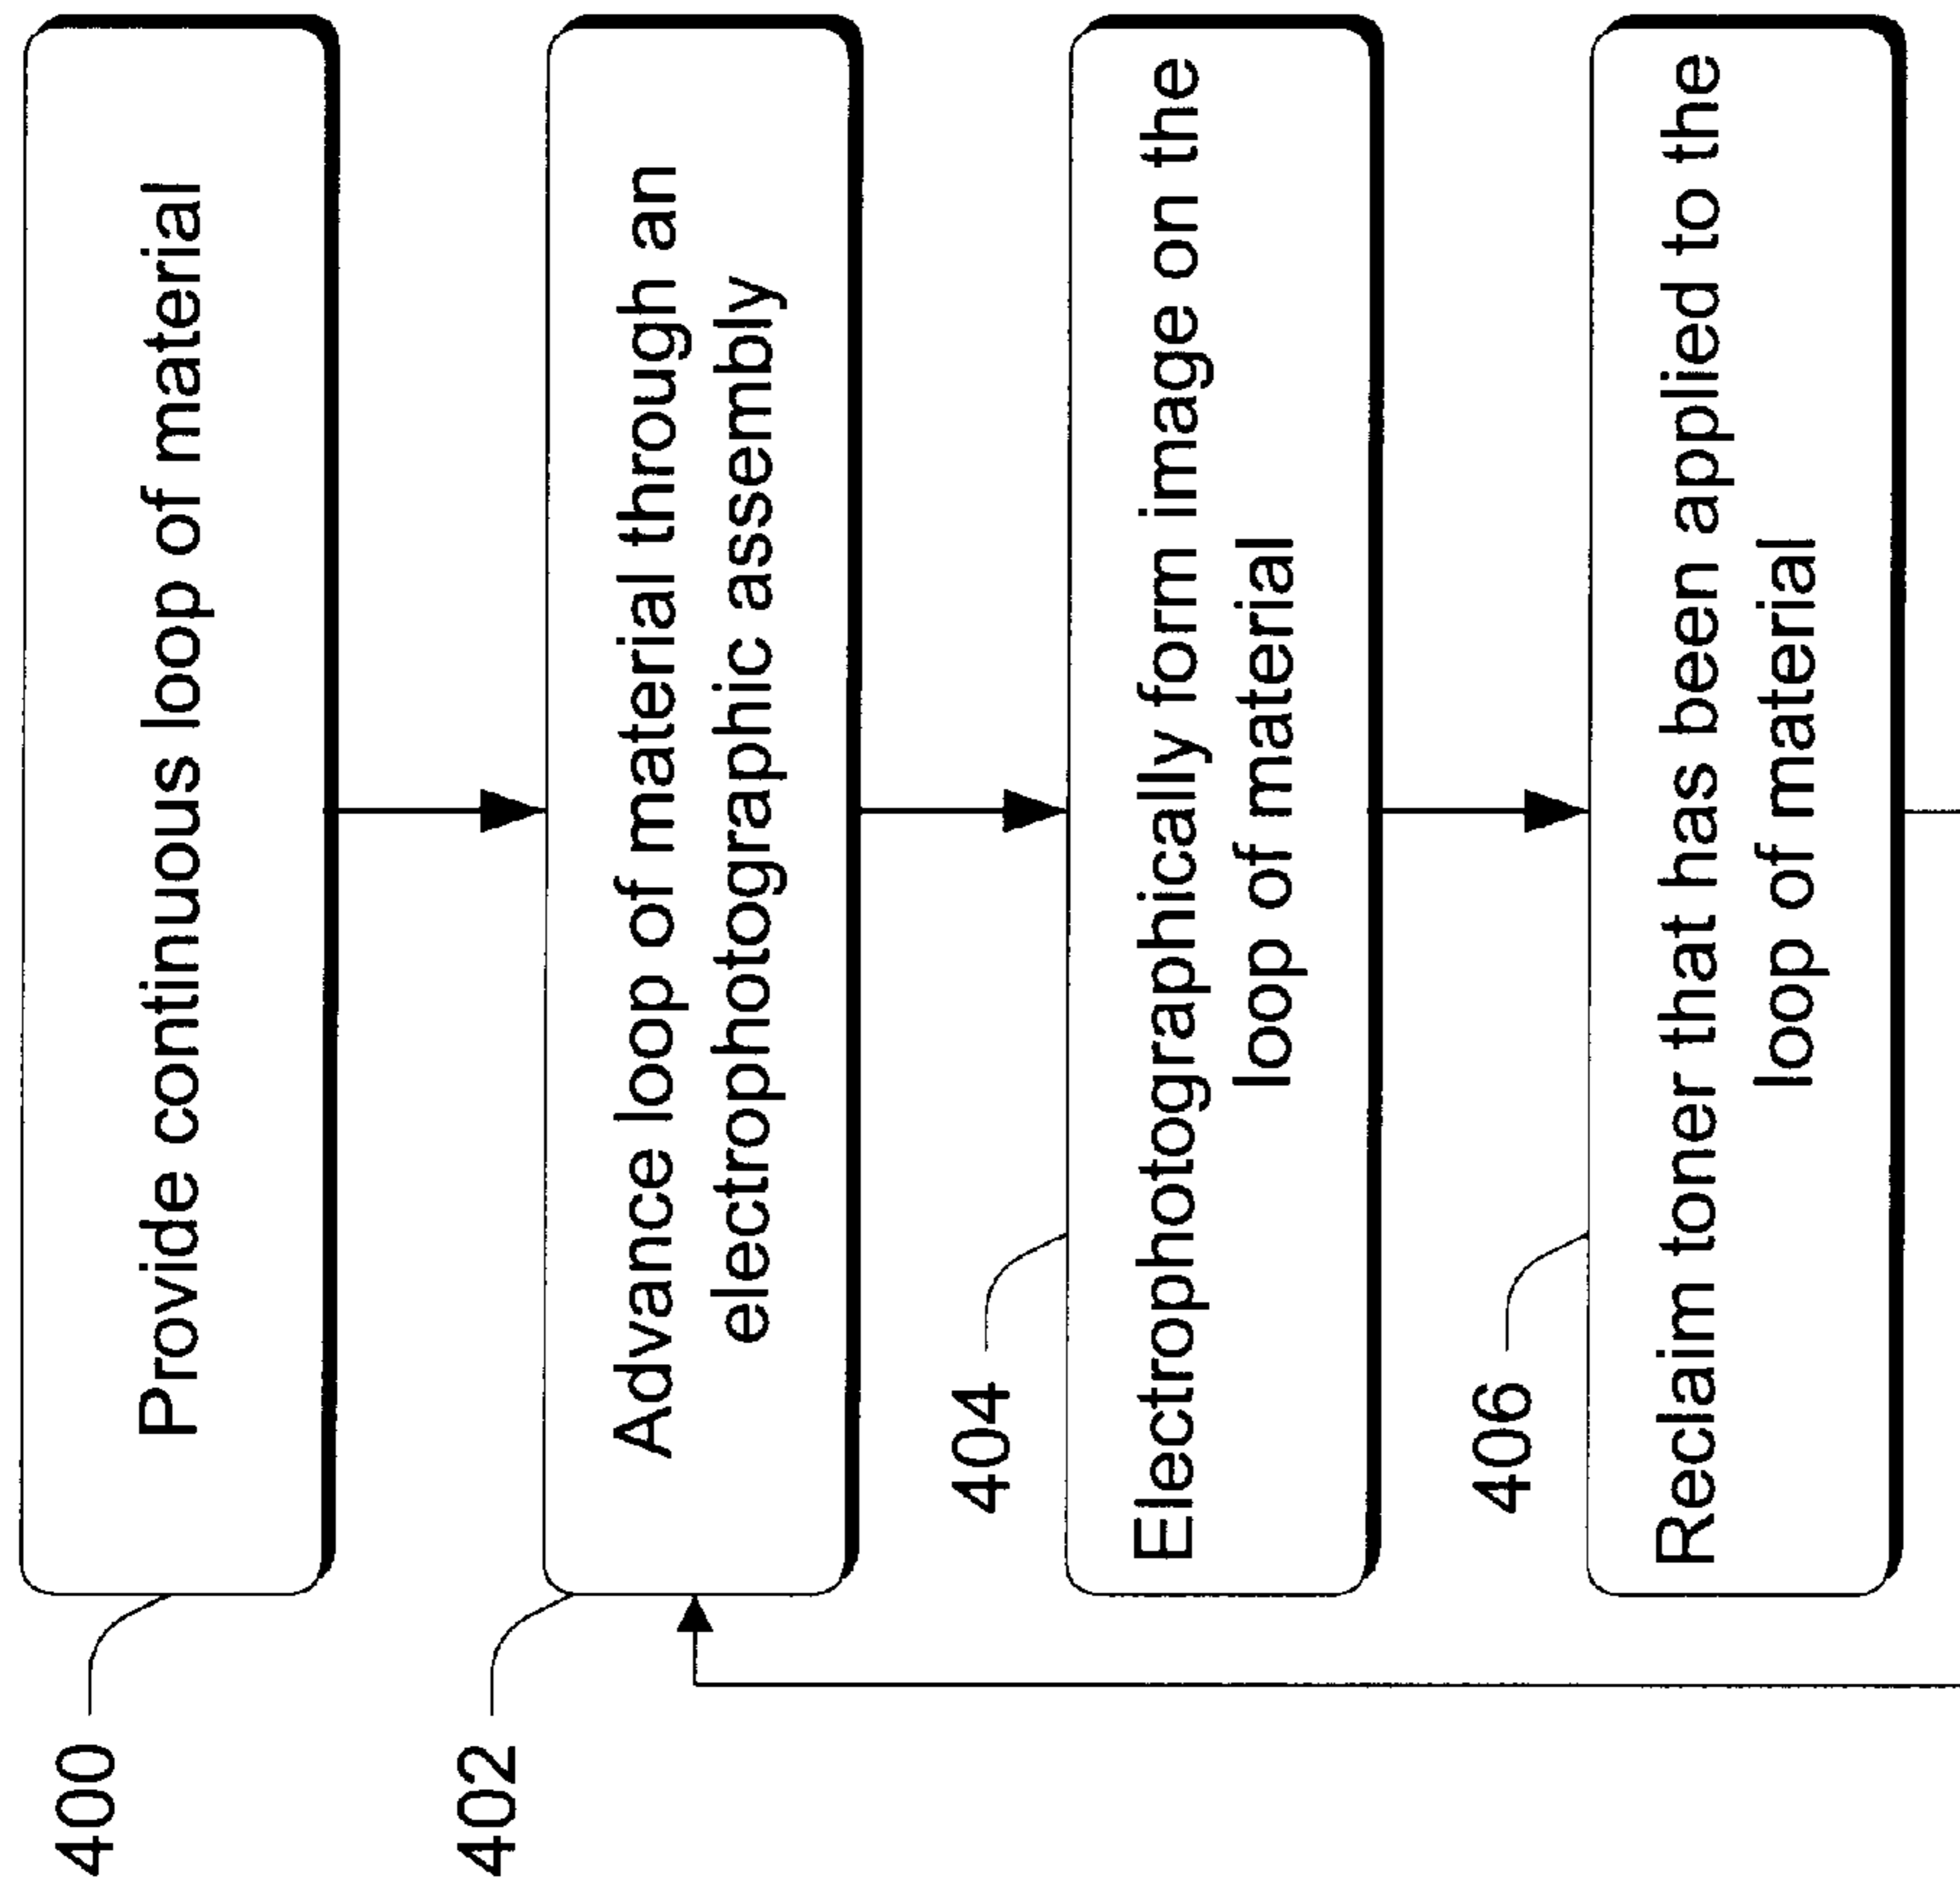 400
Provide continuous loop of material
402
Advance loop of material through an
electrophotographic assembly
404
Electrophotographically form image on the
loop of material
406
Reclaim toner that has been applied to the
loop of material